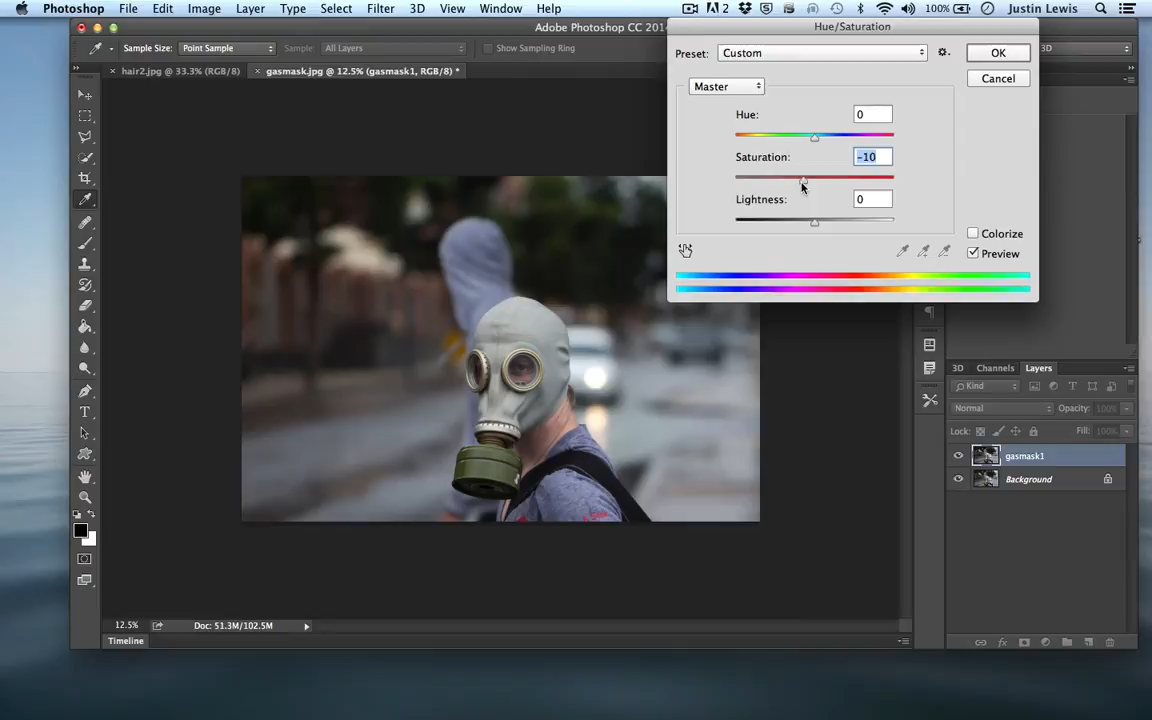 Photoshop File Edit Image Layer Type Select Filter 3D View Window Help 2 100% Justin Lewis
Adobe Photoshop CC 201
Hue/Saturation
Sample Size: Point Sample Sample: All Layers Show Sampling Ring
3D
Preset: Custom OK
hair2.jpg @ 33.3% (RGB/8) gasmask.jpg @ 12.5% (gasmask1, RGB/8) *
Cancel
Master
Hue: 0
Saturation: -10
Lightness: 0
Colorize
Preview
3D Channels Layers
Kind
Normal Opacity: 100%
Lock: Fill: 100%
gasmask1
Background
12.5% Doc: 51.3M/102.5M
Timeline